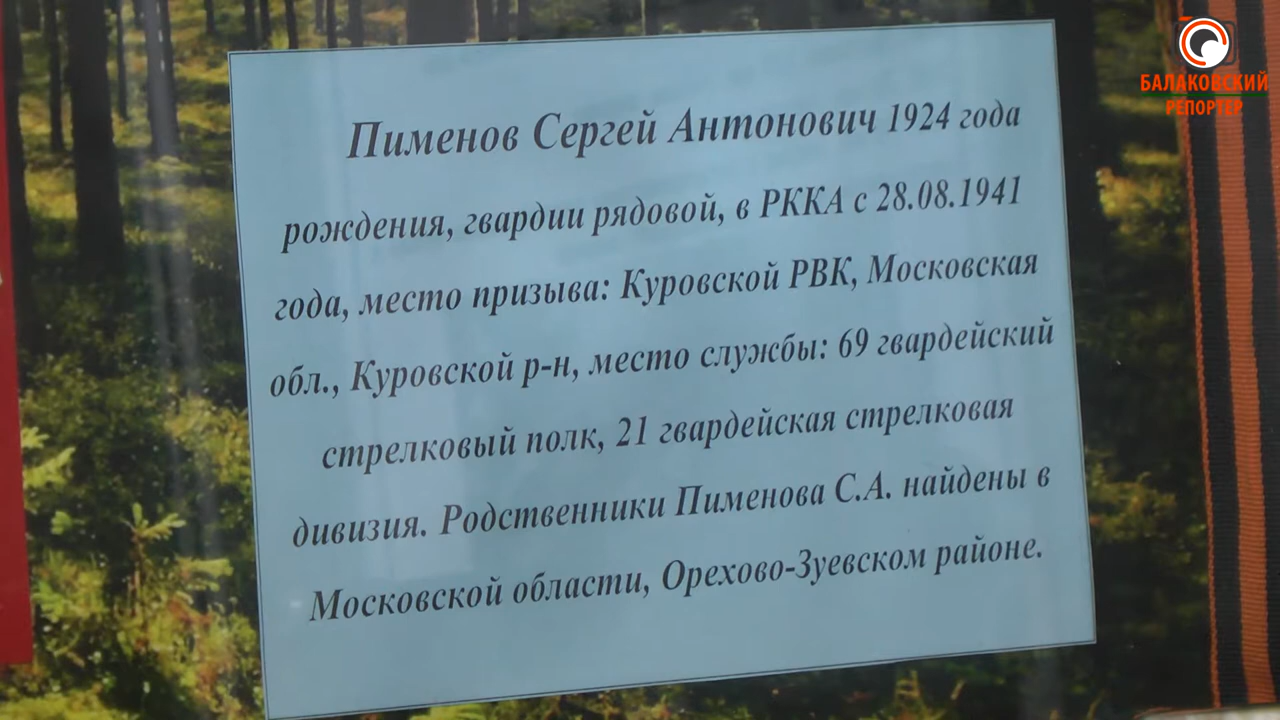 БАЛАКОВСКИЙ
РЕПОРТЕР
Пименов Сергей Антонович 1924 года
рождения, гвардии рядовой, в РККА с 28.08.1941
года, место призыва: Куровской РВК, Московская
обл., Куровской р-н, место службы: 69 гвардейский
стрелковый полк, 21 гвардейская стрелковая
дивизия. Родственники Пименова С.А. найдены в
Московской области, Орехово-Зуевском районе.